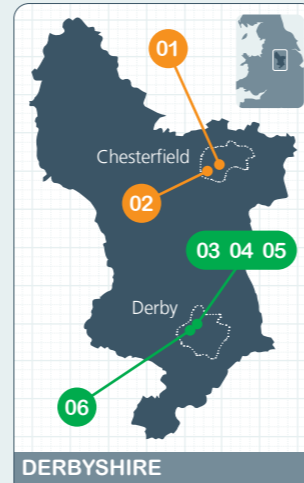 01
Chesterfield
02
03 04 05
Derby
06
DERBYSHIRE